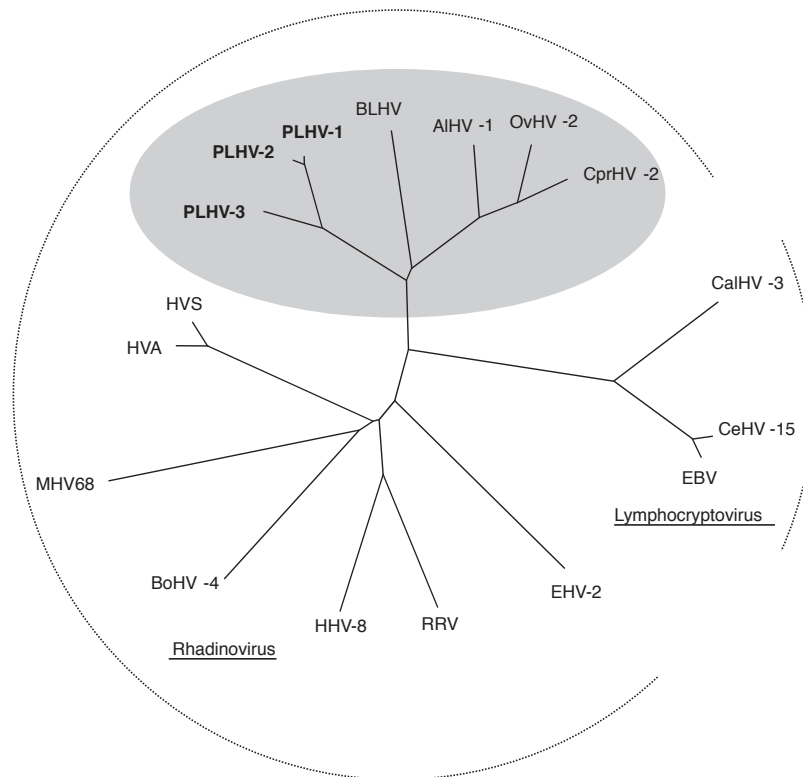 BLHV
OvHV -2
AlHV -1
PLHV-1
PLHV-2
CprHV -2
PLHV-3
CalHV -3
HVS
HVA
CeHV -15
EBV
MHV68
Lymphocryptovirus
BoHV -4
EHV-2
HHV-8
RRV
Rhadinovirus